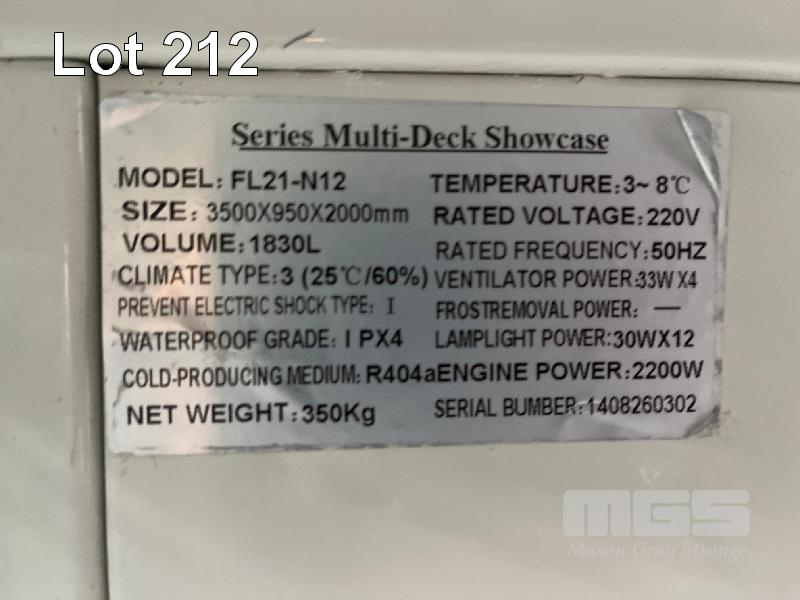 Lot 212
Series Multi-Deck Showcase
MODEL: FL21-N12
TEMPERATURE:3~ 8℃
SIZE: 3500X950X2000mm
RATED VOLTAGE: 220V
VOLUME:1830L
RATED FREQUENCY:50HZ
CLIMATE TYPE:3 (25℃/60%)
VENTILATOR POWER:33W X4
PREVENT ELECTRIC SHOCK TYPE: I
FROSTREMOVAL POWER: —
WATERPROOF GRADE: I PX4
LAMPLIGHT POWER:30WX12
COLD-PRODUCING MEDIUM: R404a
ENGINE POWER:2200W
NET WEIGHT:350Kg
SERIAL BUMBER:1408260302
MGS
Mason Gray Strange